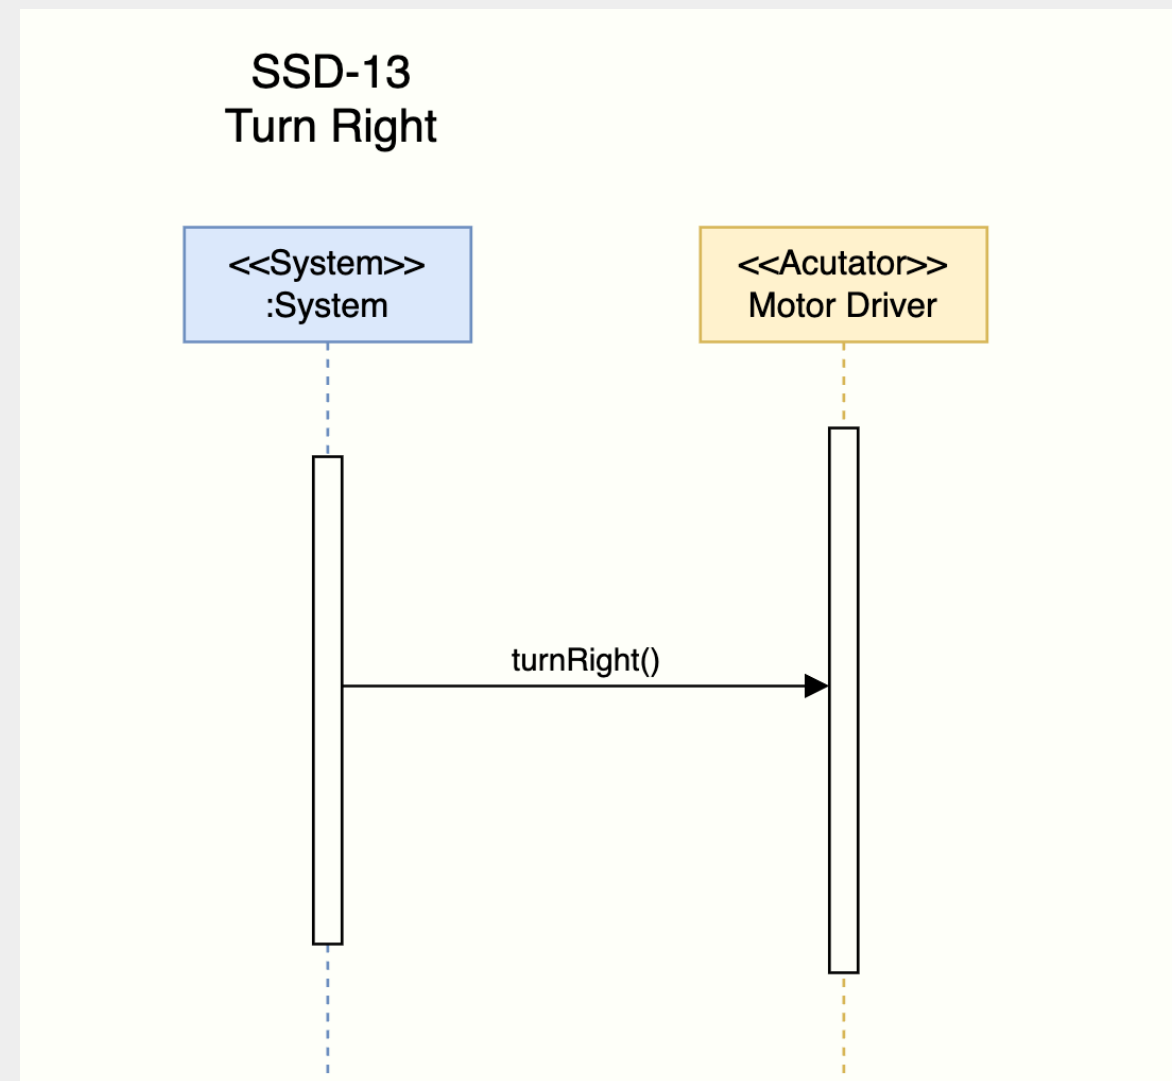 SSD-13
Turn Right
<<System>>
:System
<<Acutator>>
Motor Driver
turnRight()